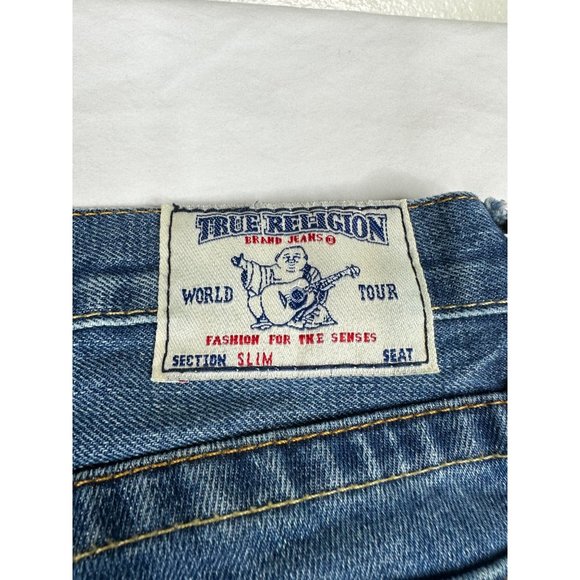 TRUE RELIGION
BRAND JEANS®
WORLD TOUR
FASHION FOR THE SENSES
SECTION SLIM SEAT